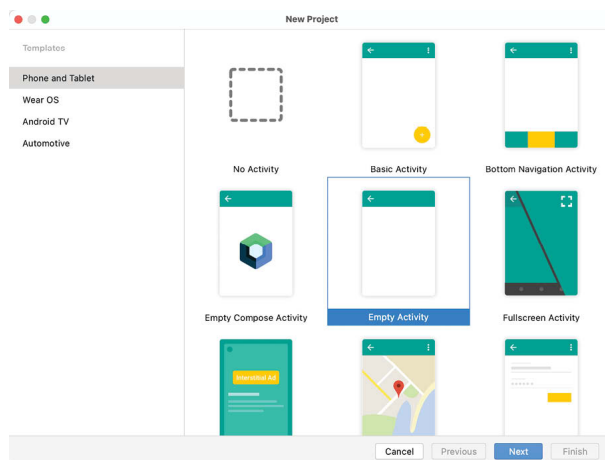 New Project
Templates
Phone and Tablet
Wear OS
Android TV
Automotive
No Activity
Basic Activity
Bottom Navigation Activity
Empty Compose Activity
Empty Activity
Fullscreen Activity
Interstitial Ad
Cancel
Previous
Next
Finish